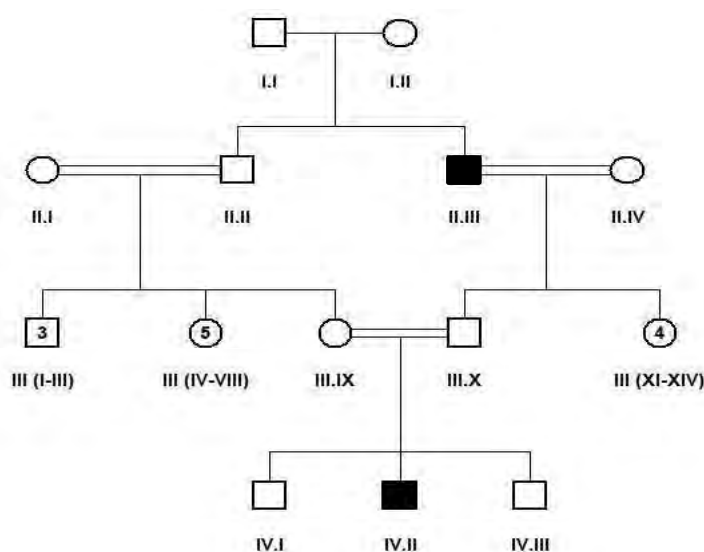 I.I I.II
II.I II.II II.III II.IV
3 5 4
III (I-III) III (IV-VIII) III.IX III.X III (XI-XIV)
IV.I IV.II IV.III